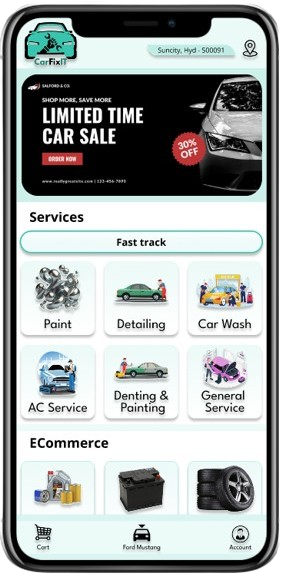 CarFixIT
Suncity, Hyd - 500091
SALFORD & CO.
SHOP MORE, SAVE MORE
LIMITED TIME
CAR SALE
30%
OFF
ORDER NOW
www.reallygreatsite.com | 123-456-7890
Services
Fast track
Paint
Detailing
Car Wash
AC Service
Denting &
Painting
General
Service
ECommerce
Cart
Ford Mustang
Account